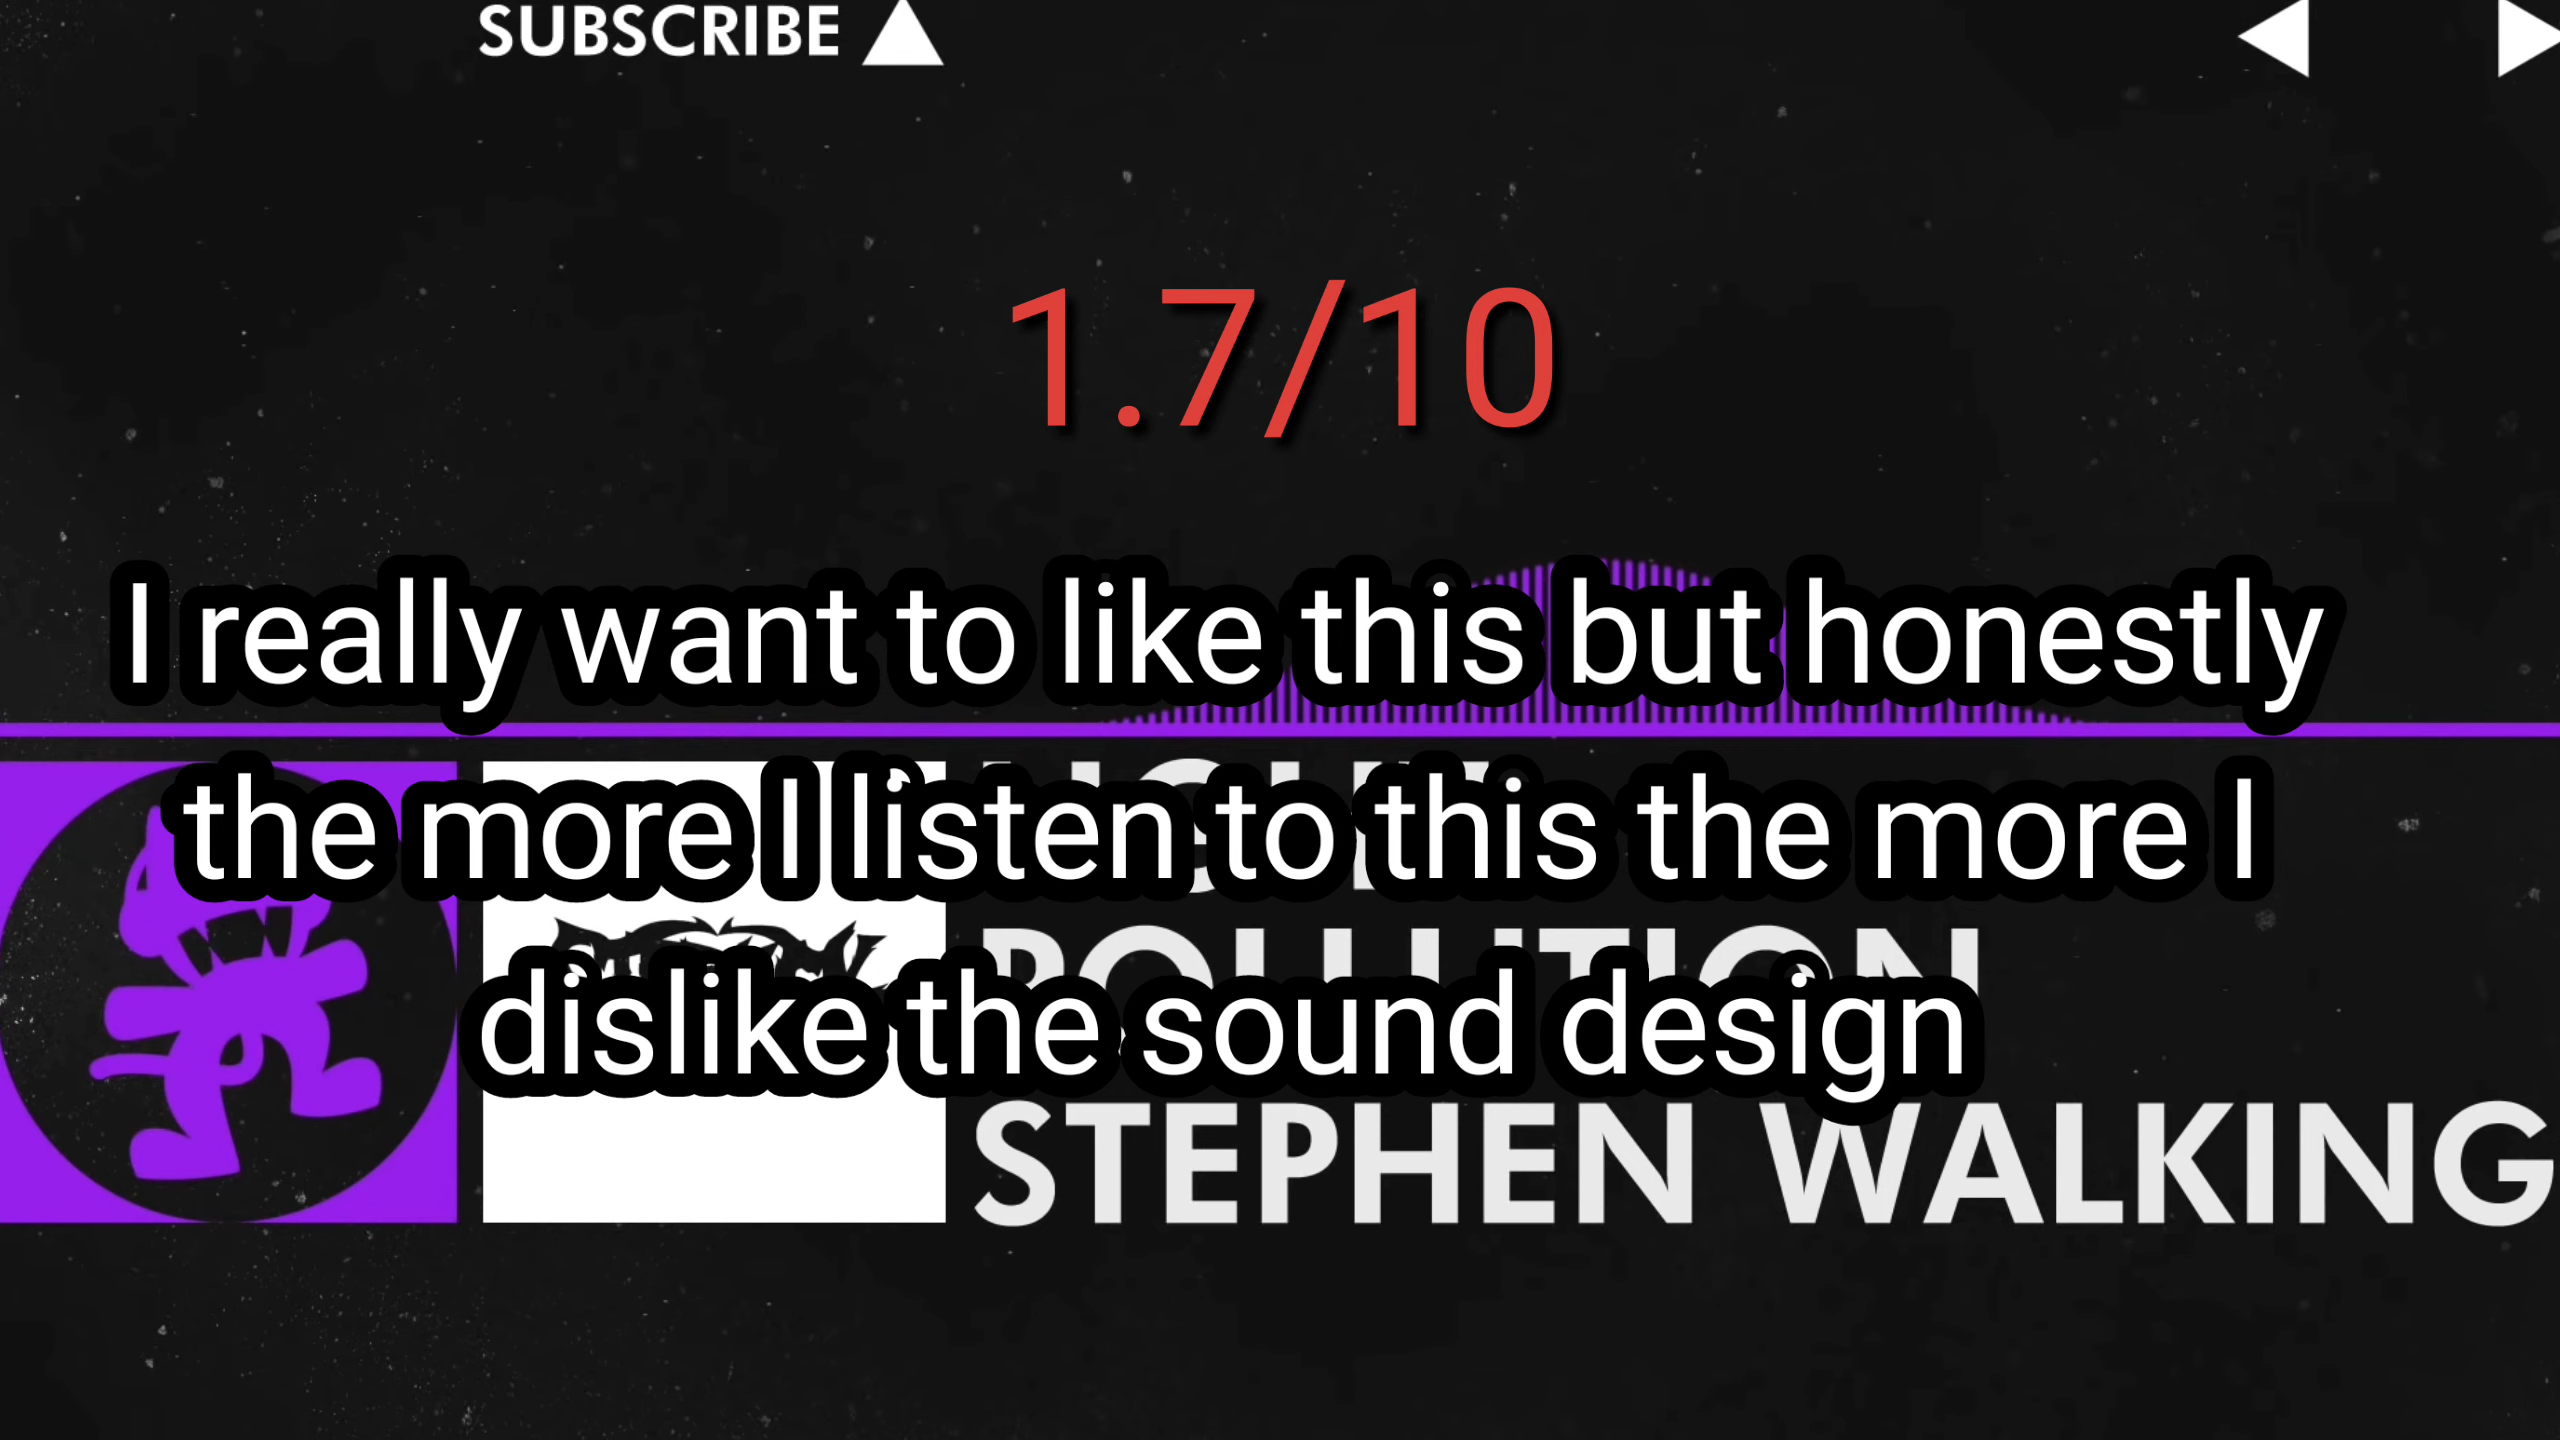 SUBSCRIBE
1.7/10
I really want to like this but honestly
the more I listen to this the more I
dislike the sound design
POLLUTION
STEPHEN WALKING